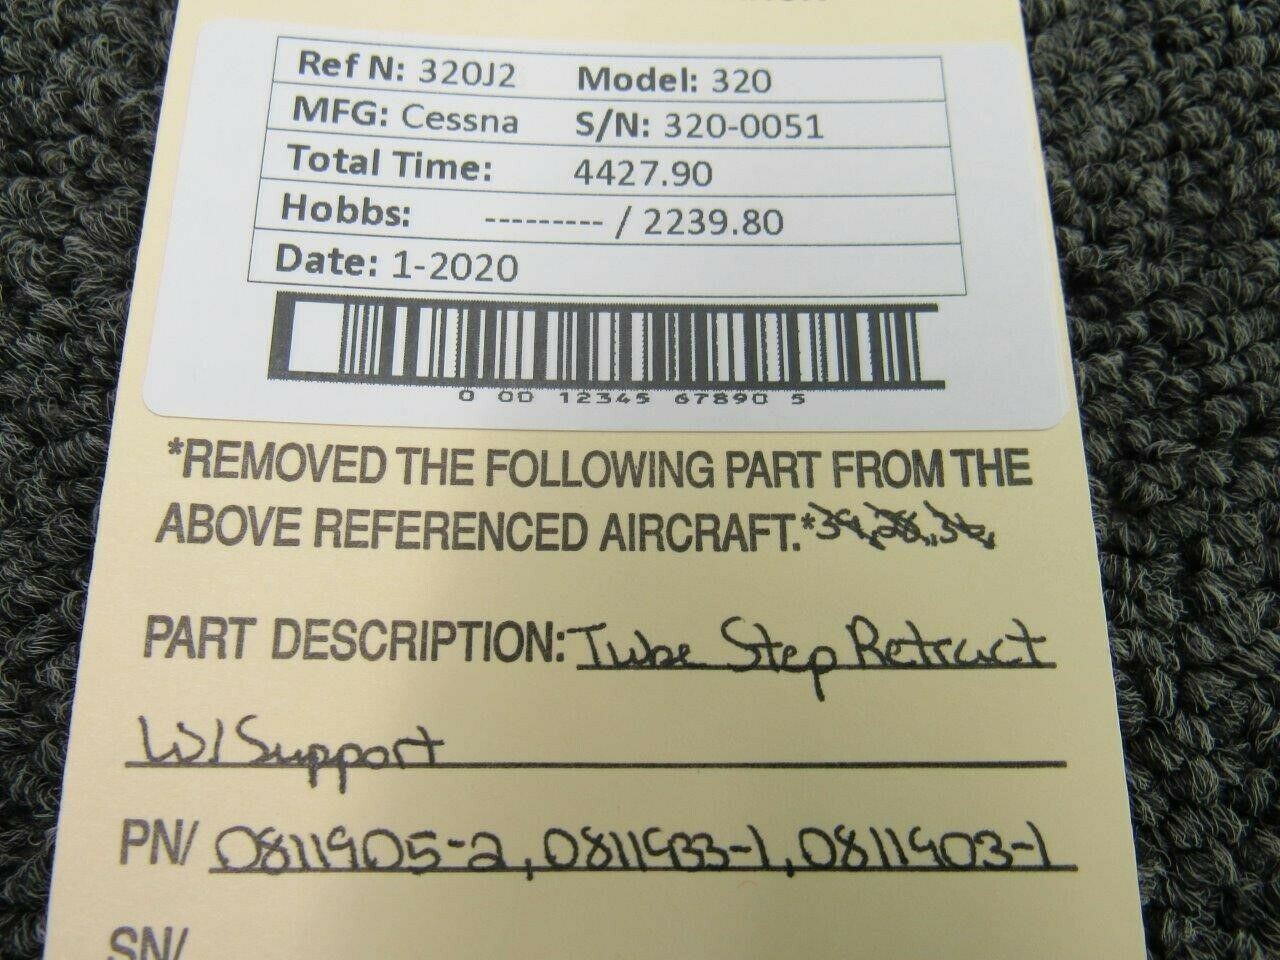 Ref N: 320J2 Model: 320
MFG: Cessna S/N: 320-0051
Total Time: 4427.90
Hobbs: --------- / 2239.80
Date: 1-2020
0 00 12345 67890 5
*REMOVED THE FOLLOWING PART FROM THE
ABOVE REFERENCED AIRCRAFT.*
PART DESCRIPTION: Tube Step Retract
W/Support
PN/ 0811905-2, 0811933-1, 0811903-1
SN/